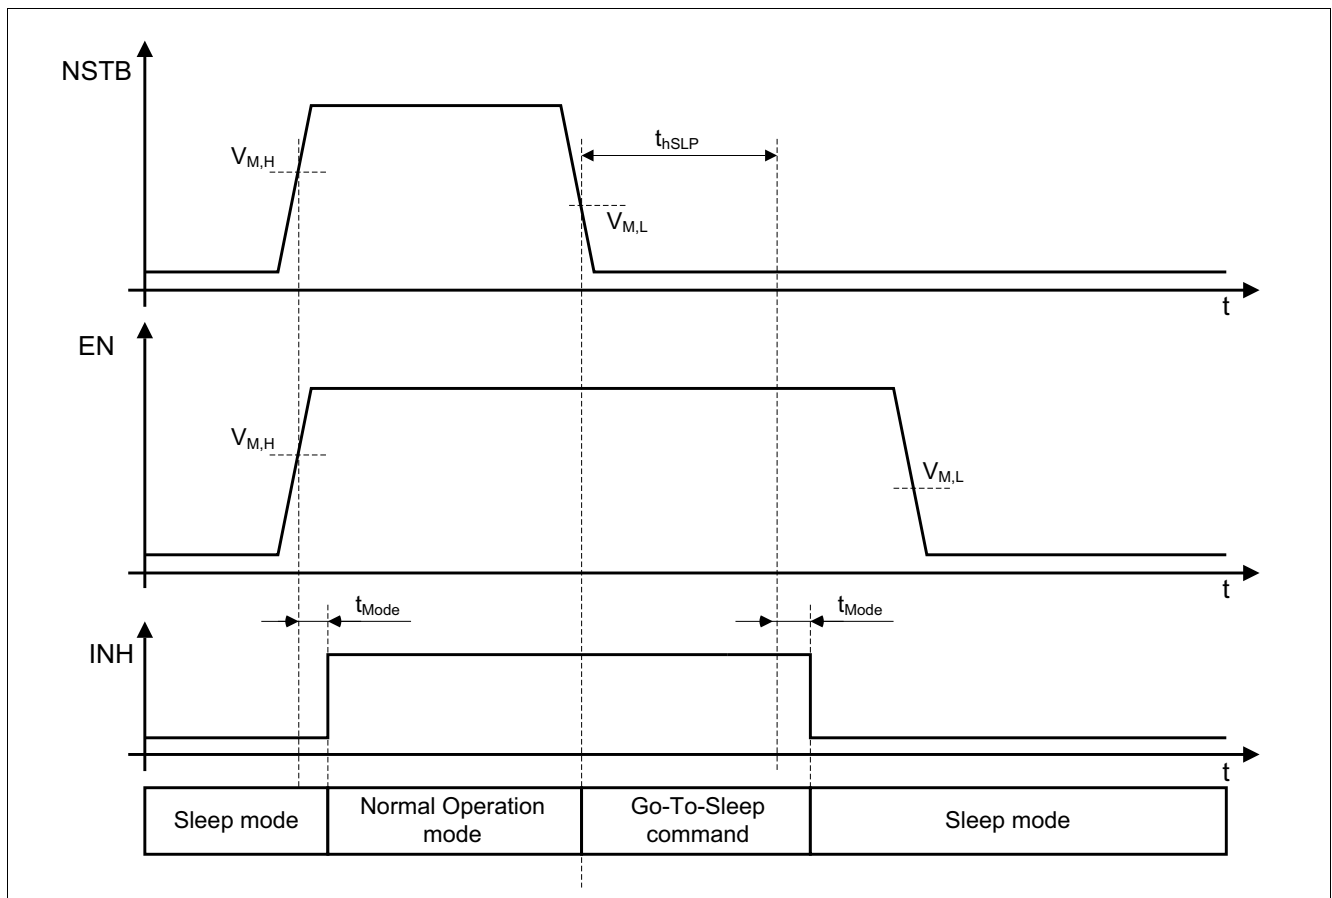 NSTB
V_M,H
t_hSLP
V_M,L
t
EN
V_M,H
V_M,L
t
t_Mode
t_Mode
INH
t
Sleep mode
Normal Operation
mode
Go-To-Sleep
command
Sleep mode